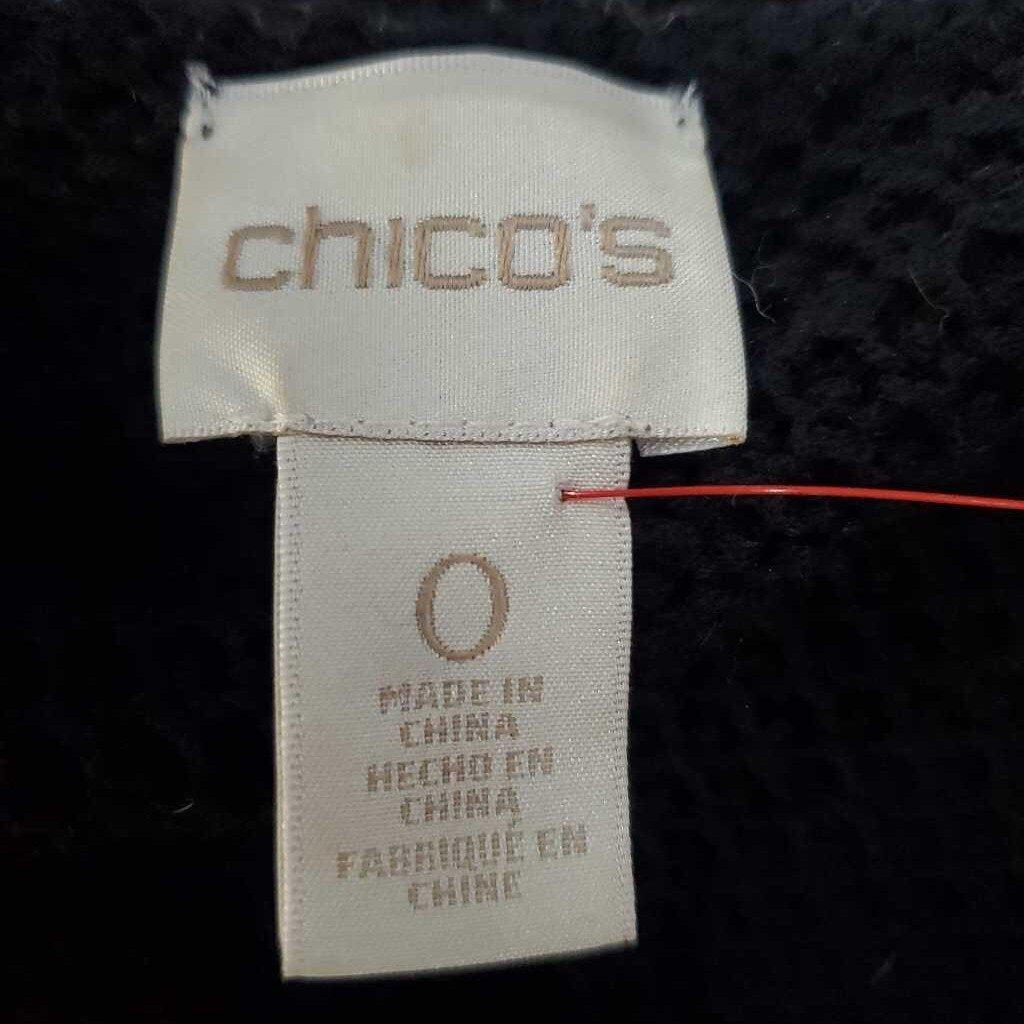 chico's
0
MADE IN
CHINA
HECHO EN
CHINA
FABRIQUÉ EN
CHINE